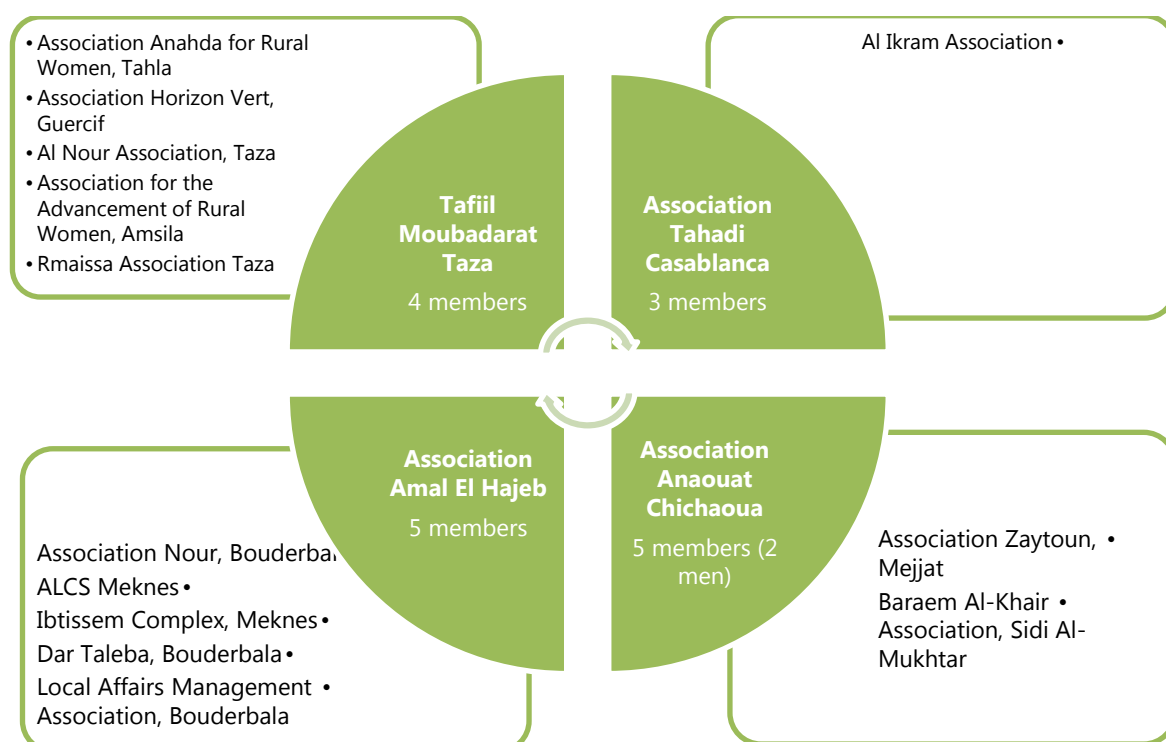 • Association Anahda for Rural
Women, Tahla
• Association Horizon Vert,
Guercif
• Al Nour Association, Taza
• Association for the
Advancement of Rural
Women, Amsila
• Rmaissa Association Taza
Al Ikram Association •
Tafiil
Moubadarat
Taza
4 members
Association
Tahadi
Casablanca
3 members
Association
Amal El Hajeb
5 members
Association
Anaouat
Chichaoua
5 members (2
men)
Association Nour,
ALCS Meknes •
Ibtissem Complex, Meknes •
Dar Taleba, Bouderbala •
Local Affairs Management •
Association, Bouderbala
Association Zaytoun, •
Mejjat
Baraem Al-Khair •
Association, Sidi Al-
Mukhtar